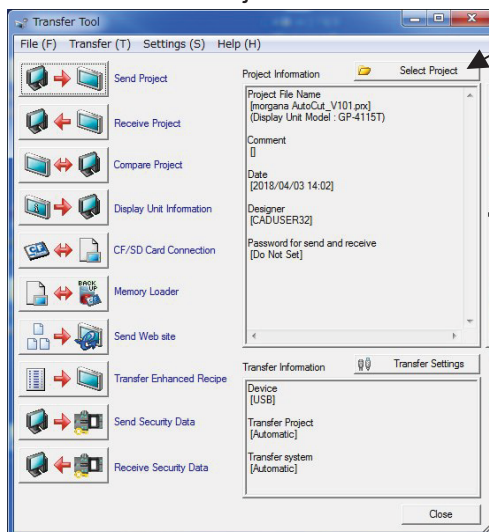 Transfer Tool
File (F) Transfer (T) Settings (S) Help (H)
Send Project
Receive Project
Compare Project
Display Unit Information
CF/SD Card Connection
Memory Loader
Send Web site
Transfer Enhanced Recipe
Send Security Data
Receive Security Data
Project Information
Select Project
Project File Name
[morgana AutoCut_V101.prx]
(Display Unit Model : GP-4115T)
Comment
[]
Date
[2018/04/03 14:02]
Designer
[CADUSER32]
Password for send and receive
[Do Not Set]
Transfer Information
Transfer Settings
Device
[USB]
Transfer Project
[Automatic]
Transfer system
[Automatic]
Close